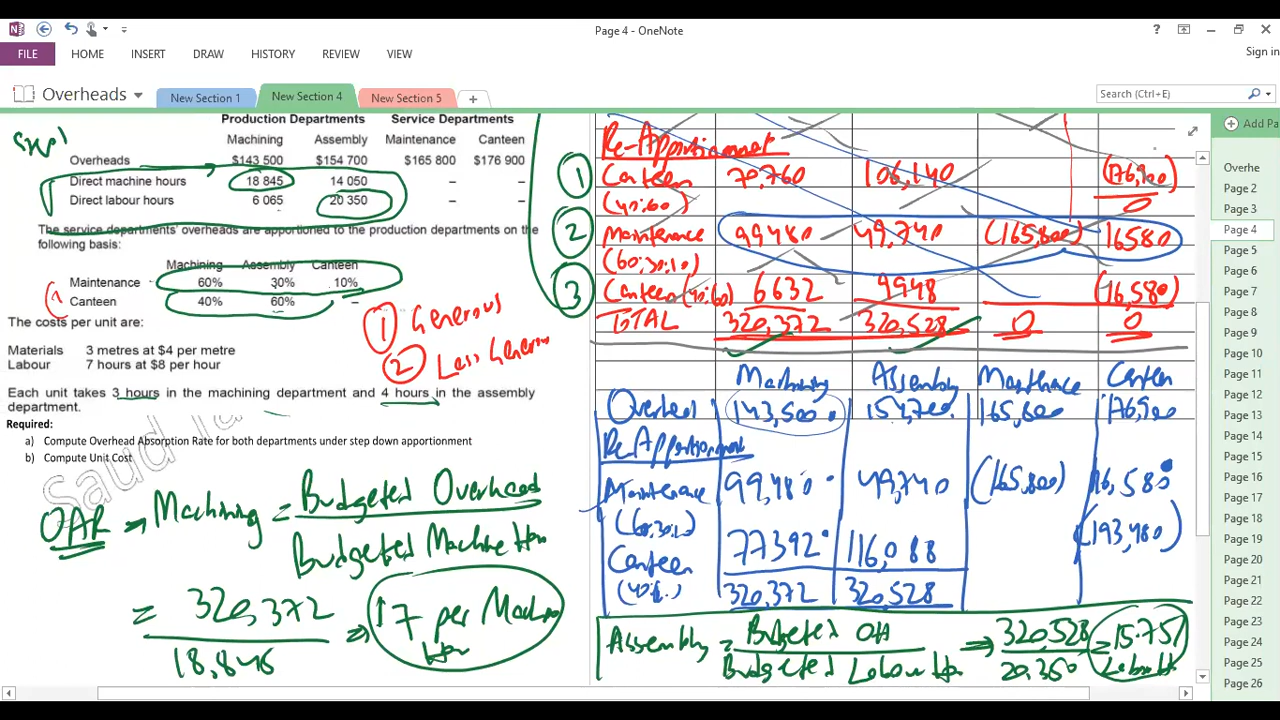 Page 4 - OneNote
?
Sign in
FILE HOME INSERT DRAW HISTORY REVIEW VIEW
Overheads New Section 1 New Section 4 New Section 5 +
Search (Ctrl+E)
Production Departments Service Departments
Machining Assembly Maintenance Canteen
Overheads $143 500 $154 700 $165 800 $176 900
Direct machine hours 18 845 14 050 – –
Direct labour hours 6 065 20 350 – –
The service departments' overheads are apportioned to the production departments on the
following basis:
Machining Assembly Canteen
Maintenance 60% 30% 10%
Canteen 40% 60% –
The costs per unit are:
Materials 3 metres at $4 per metre
Labour 7 hours at $8 per hour
Each unit takes 3 hours in the machining department and 4 hours in the assembly
department.
Required:
a) Compute Overhead Absorption Rate for both departments under step down apportionment
b) Compute Unit Cost
1 Generous
2 Less Generous
OAR → Machining = Budgeted Overhead
Budgeted Machine Hrs
= 320,372
18,845
⇒ 17 per Machine
Hour
Re-Apportionment
1 Canteen 70,760 106,140 (176,900)
(40:60) 0
2 Maintenance 99480 49,740 (165,800) 16580
(60:30:10)
3 Canteen (40:60) 6632 9948 (16,580)
TOTAL 320,372 320,528 0 0
Machining Assembly Maintenance Canteen
Overhead 143,500 154,700 165,800 176,900
Re-Apportionment
Maintenance 99,480 49,740 (165,800) 16,580
(60:30:10) (193,480)
Canteen 77392 116,088
320,372 320,528
Assembly = Budgeted OH ⇒ 320,528 = 15.75/
Budgeted Labour Hrs 20,350 Labour Hr
Add Pa
Overhe
Page 2
Page 3
Page 4
Page 5
Page 6
Page 7
Page 8
Page 9
Page 10
Page 11
Page 12
Page 13
Page 14
Page 15
Page 16
Page 17
Page 18
Page 19
Page 20
Page 21
Page 22
Page 23
Page 24
Page 25
Page 26